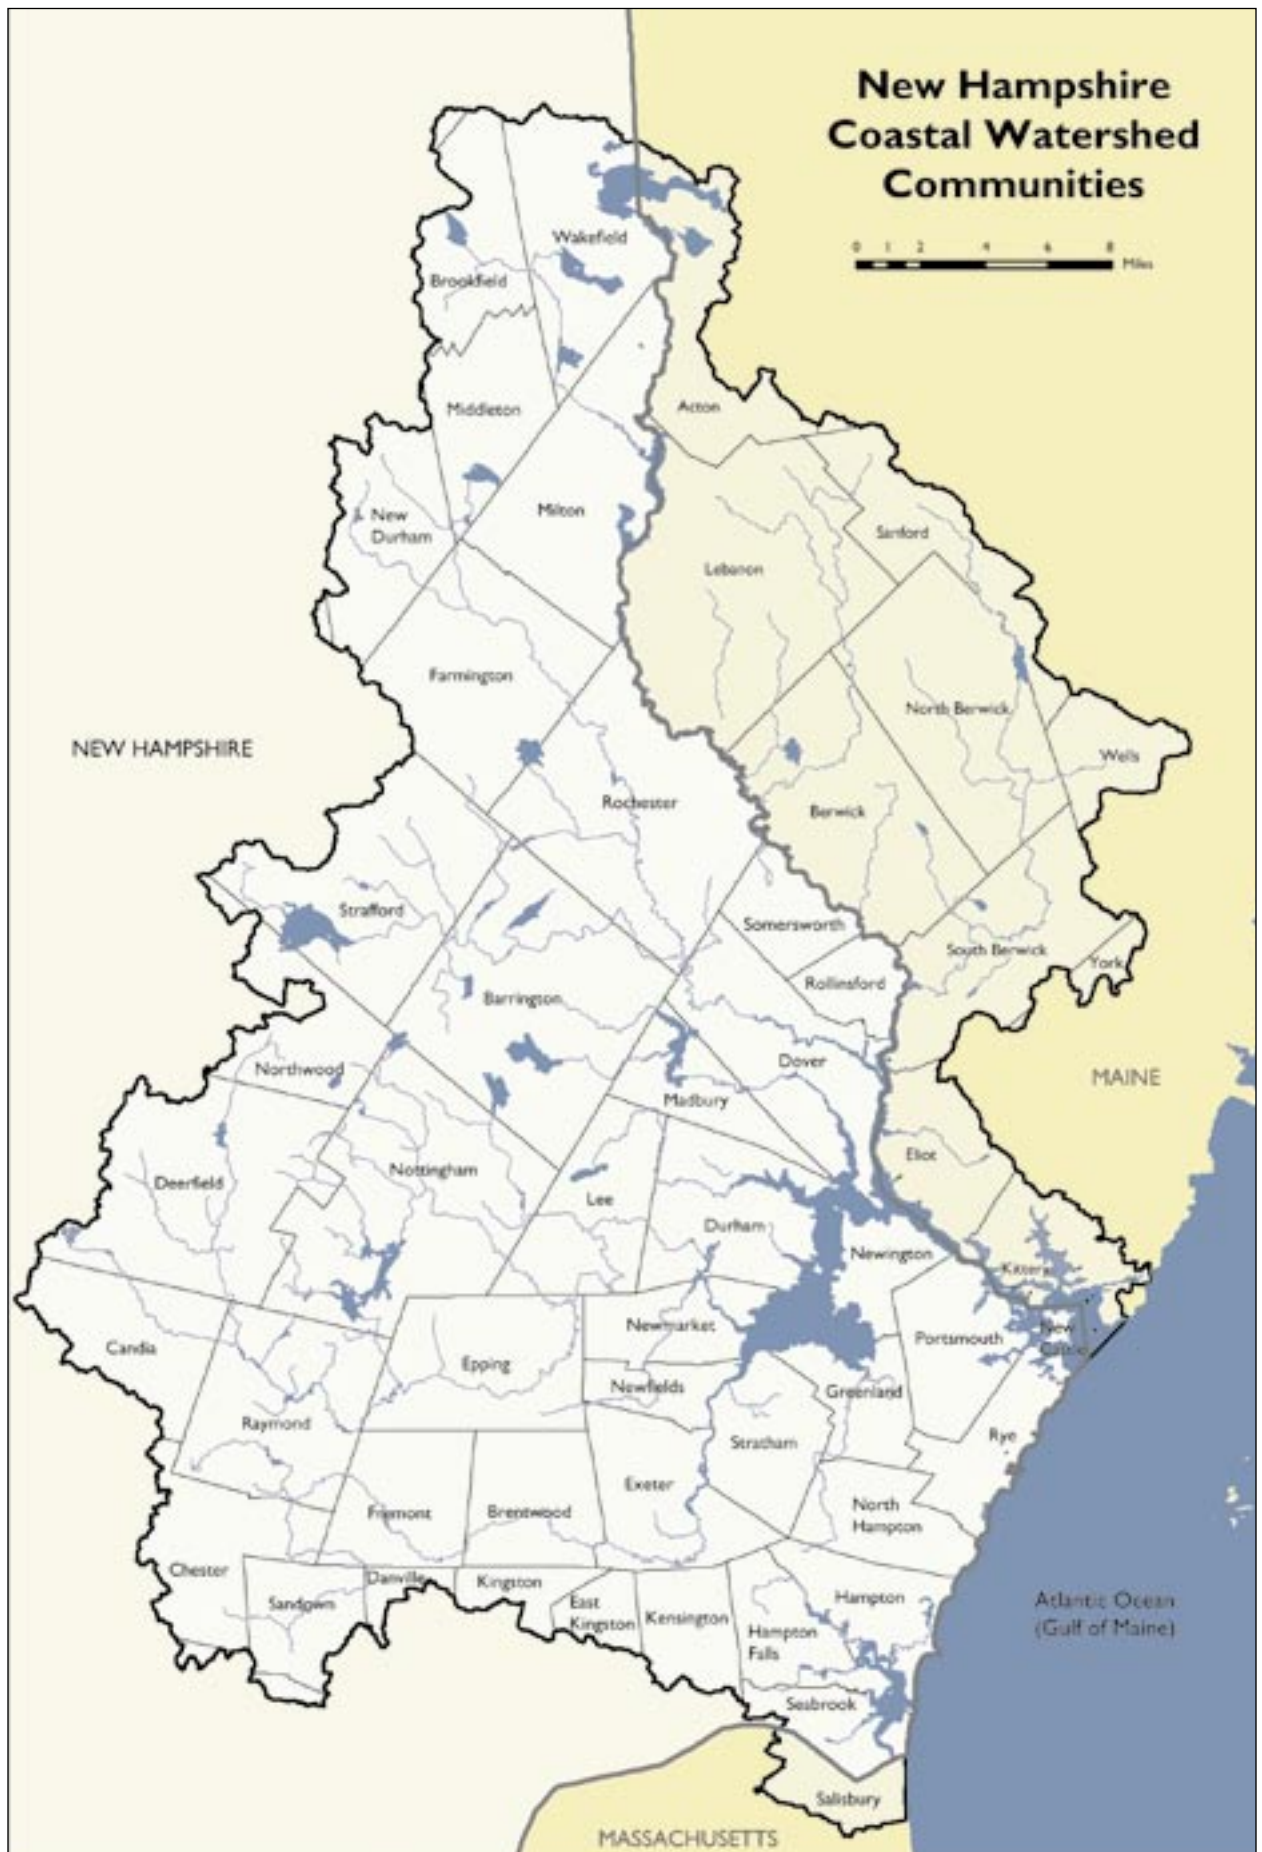 New Hampshire
Coastal Watershed
Communities
0 1 2 4 6 8
Miles
Wakefield
Brookfield
Middleton
Acton
New
Durham
Milton
Sanford
Lebanon
Farmington
North Berwick
NEW HAMPSHIRE
Wells
Rochester
Berwick
Strafford
Somersworth
South Berwick
York
Rollinsford
Barrington
Northwood
Dover
MAINE
Madbury
Eliot
Nottingham
Deerfield
Lee
Durham
Newington
Kittery
Newmarket
New
Castle
Portsmouth
Candia
Epping
Newfields
Greenland
Raymond
Stratham
Rye
Exeter
Fremont
Brentwood
North
Hampton
Chester
Danville
Kingston
Sandown
East
Kingston
Kensington
Hampton
Hampton
Falls
Atlantic Ocean
(Gulf of Maine)
Seabrook
Salisbury
MASSACHUSETTS